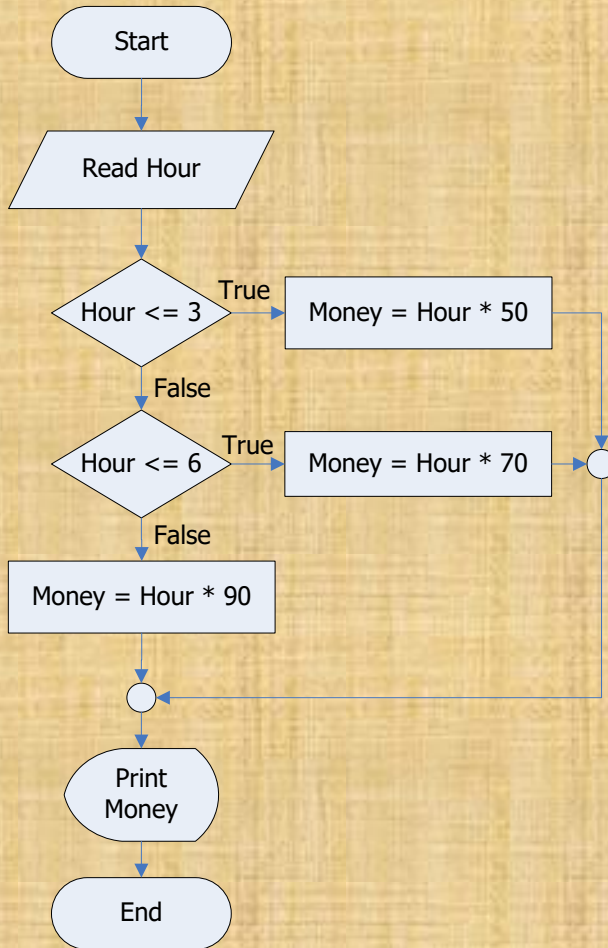 Start
Read Hour
Hour <= 3
True
Money = Hour * 50
False
Hour <= 6
True
Money = Hour * 70
False
Money = Hour * 90
Print
Money
End